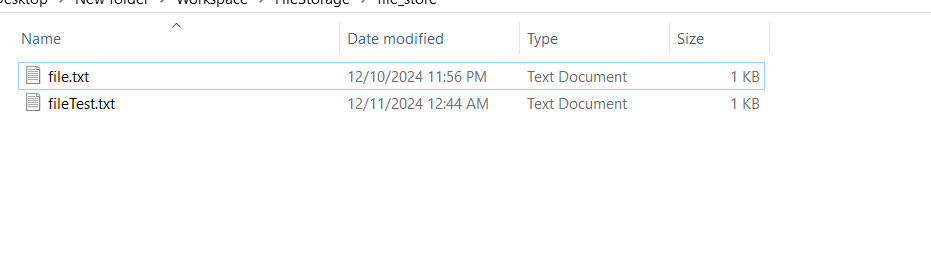 Desktop > New folder > Workspace > FileStorage > file_store
Name Date modified Type Size
file.txt 12/10/2024 11:56 PM Text Document 1 KB
fileTest.txt 12/11/2024 12:44 AM Text Document 1 KB